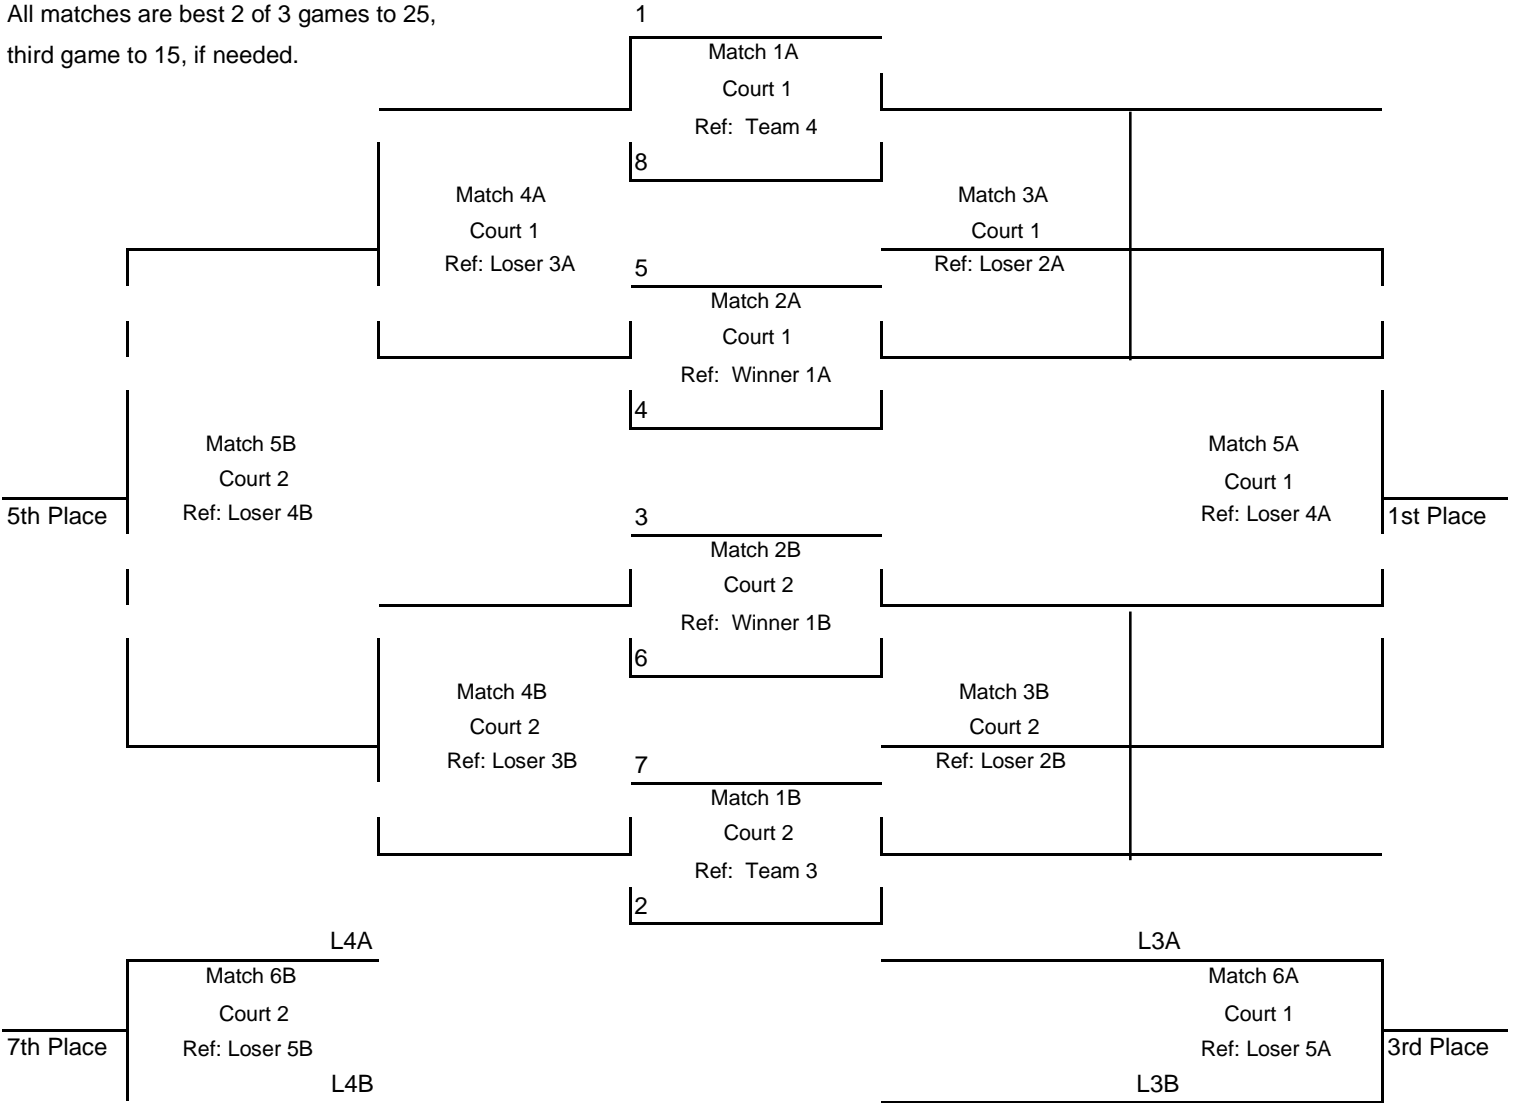 All matches are best 2 of 3 games to 25,
third game to 15, if needed.
1
Match 1A
Court 1
Ref:  Team 4
8
Match 4A
Court 1
Ref: Loser 3A
Match 3A
Court 1
Ref: Loser 2A
5
Match 2A
Court 1
Ref:  Winner 1A
4
Match 5B
Court 2
Ref: Loser 4B
5th Place
Match 5A
Court 1
Ref: Loser 4A
1st Place
3
Match 2B
Court 2
Ref:  Winner 1B
6
Match 4B
Court 2
Ref: Loser 3B
Match 3B
Court 2
Ref: Loser 2B
7
Match 1B
Court 2
Ref:  Team 3
2
L4A
Match 6B
Court 2
Ref: Loser 5B
7th Place
L4B
L3A
Match 6A
Court 1
Ref: Loser 5A
3rd Place
L3B